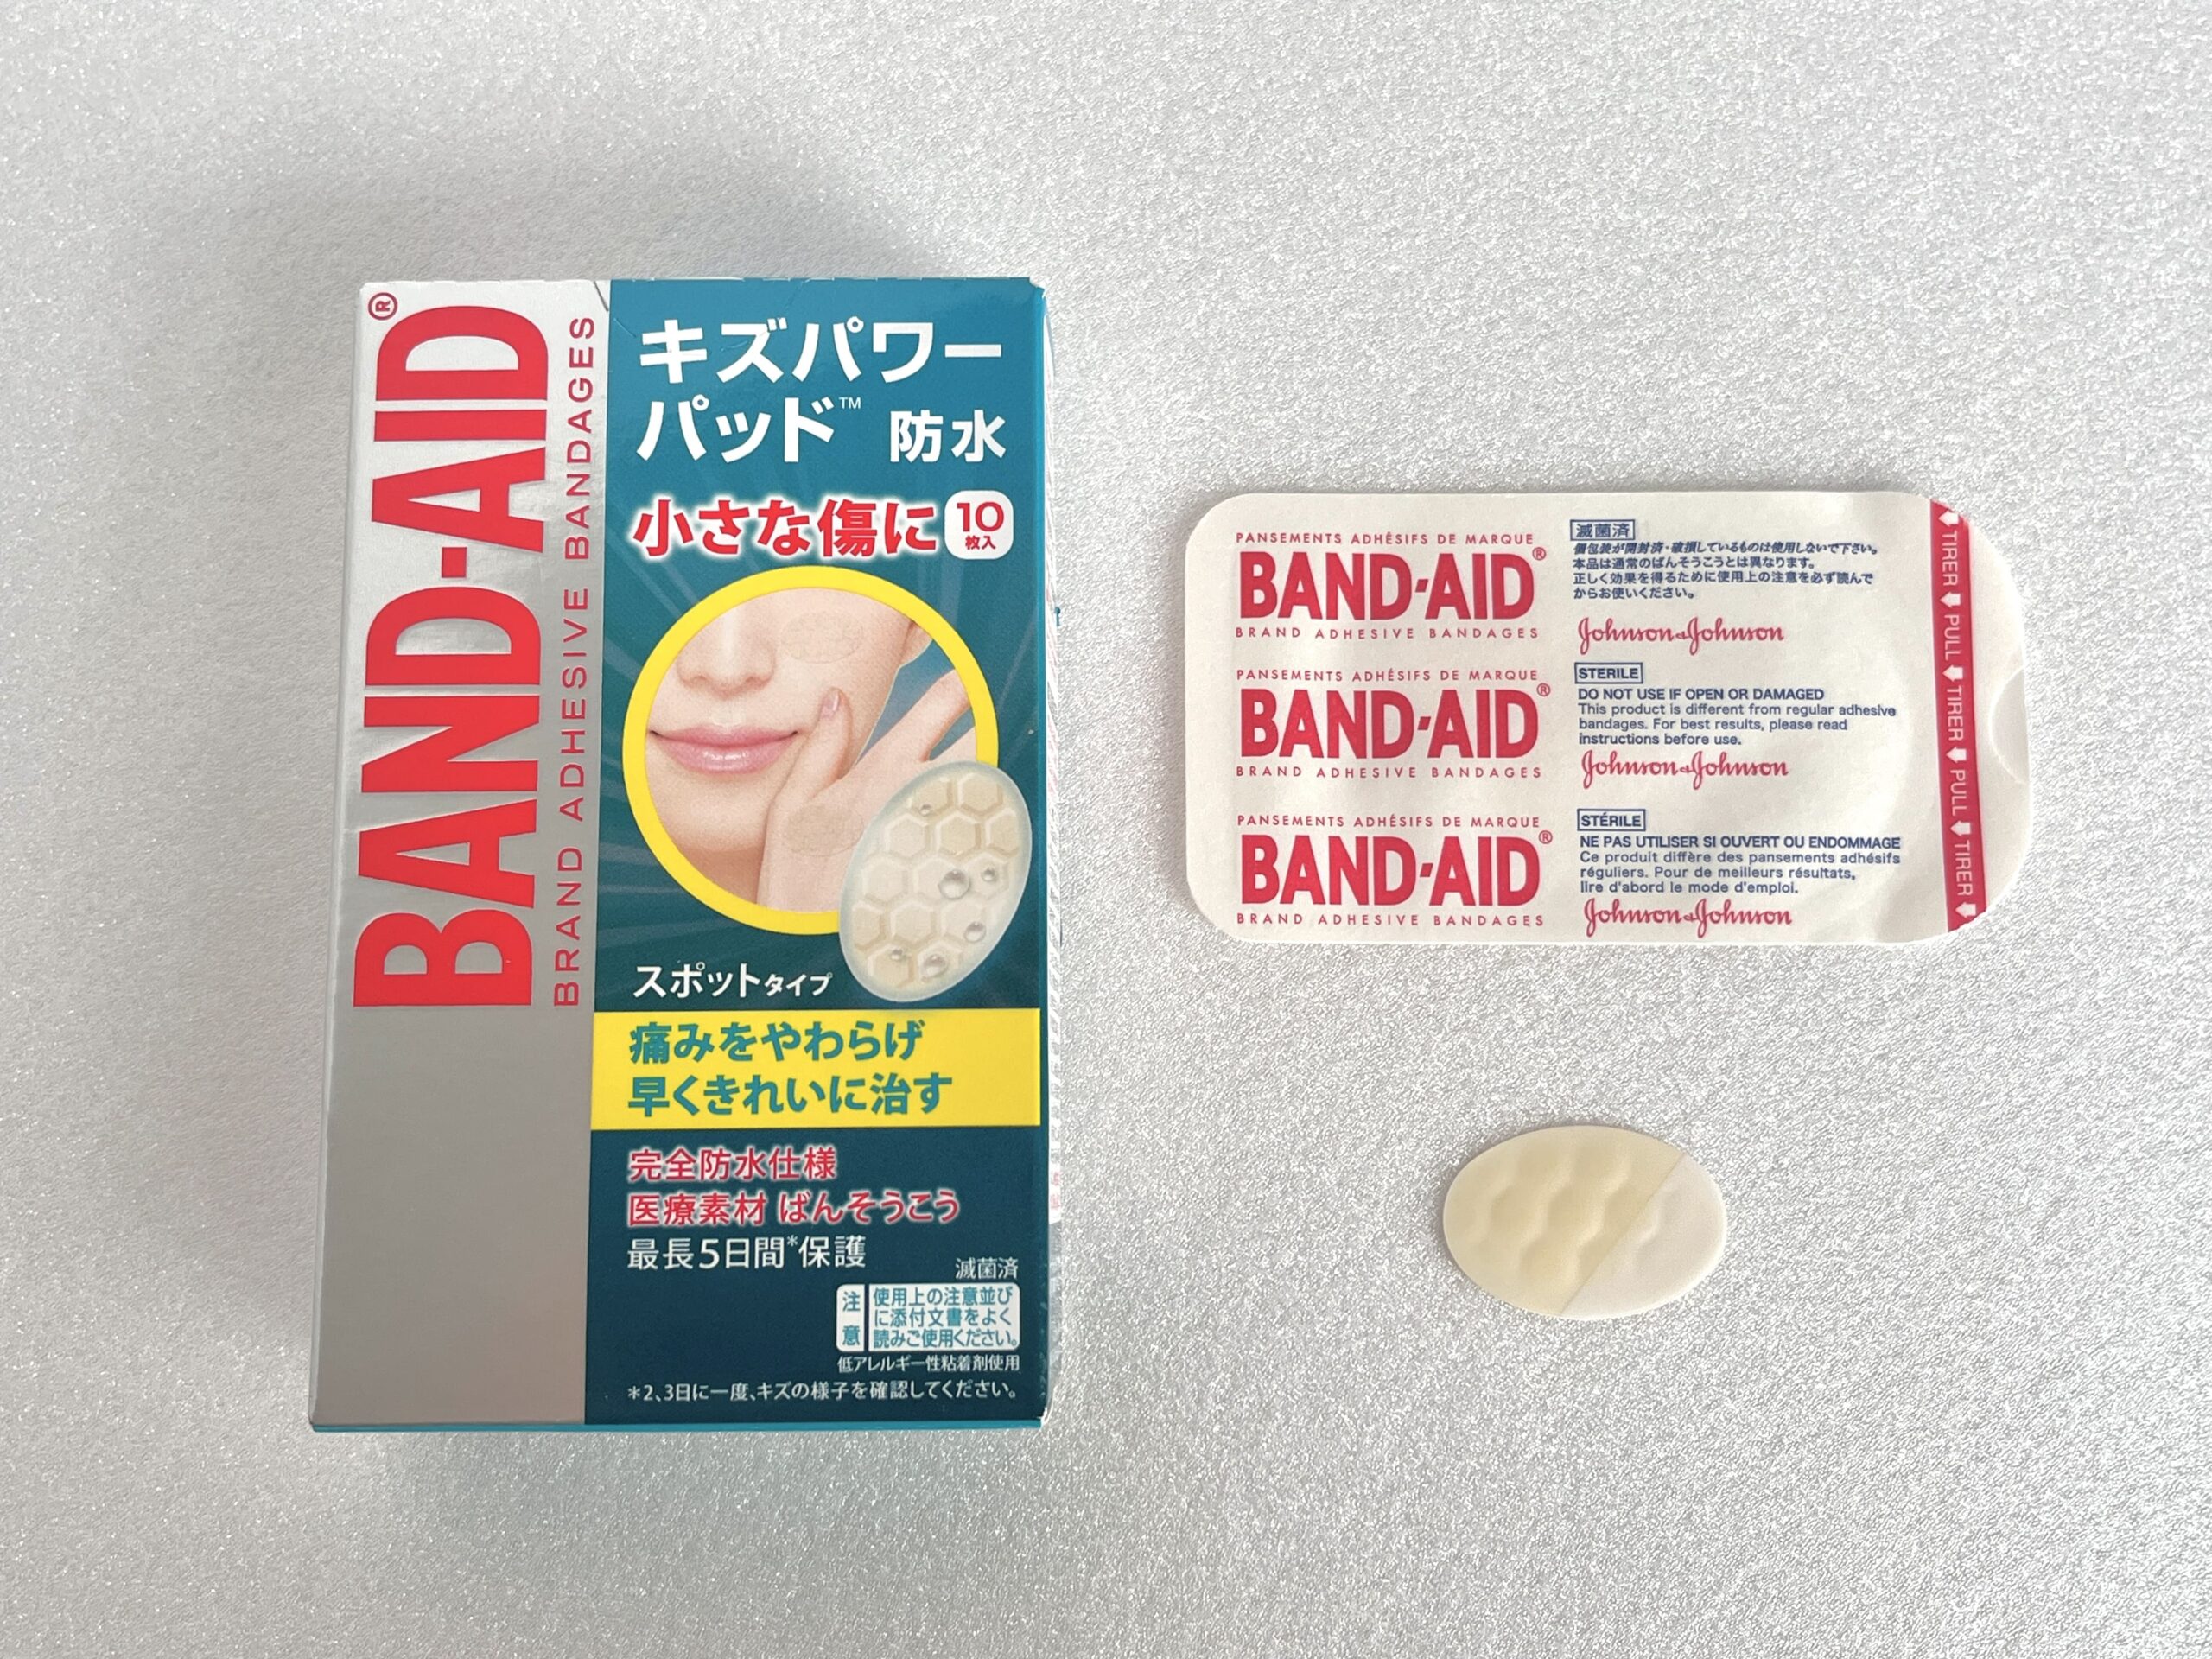 BAND-AID®
BRAND ADHESIVE BANDAGES
キズパワー
パッド™ 防水
小さな傷に
10
枚入
スポットタイプ
痛みをやわらげ
早くきれいに治す
完全防水仕様
医療素材 ばんそうこう
最長5日間*保護
滅菌済
注意
使用上の注意並び
に添付文書をよく
読みご使用ください。
低アレルギー性粘着剤使用
*2、3日に一度、キズの様子を確認してください。
PANSEMENTS ADHÉSIFS DE MARQUE
BAND-AID®
BRAND ADHESIVE BANDAGES
滅菌済
個包装が開封済・破損しているものは使用しないで下さい。
本品は通常のばんそうこうとは異なります。
正しく効果を得るために使用上の注意を必ず読んで
からお使いください。
Johnson&Johnson
PANSEMENTS ADHÉSIFS DE MARQUE
BAND-AID®
BRAND ADHESIVE BANDAGES
STERILE
DO NOT USE IF OPEN OR DAMAGED
This product is different from regular adhesive
bandages. For best results, please read
instructions before use.
Johnson&Johnson
PANSEMENTS ADHÉSIFS DE MARQUE
BAND-AID®
BRAND ADHESIVE BANDAGES
STÉRILE
NE PAS UTILISER SI OUVERT OU ENDOMMAGE
Ce produit diffère des pansements adhésifs
réguliers. Pour de meilleurs résultats,
lire d'abord le mode d'emploi.
Johnson&Johnson
TIRER PULL TIRER PULL TIRER